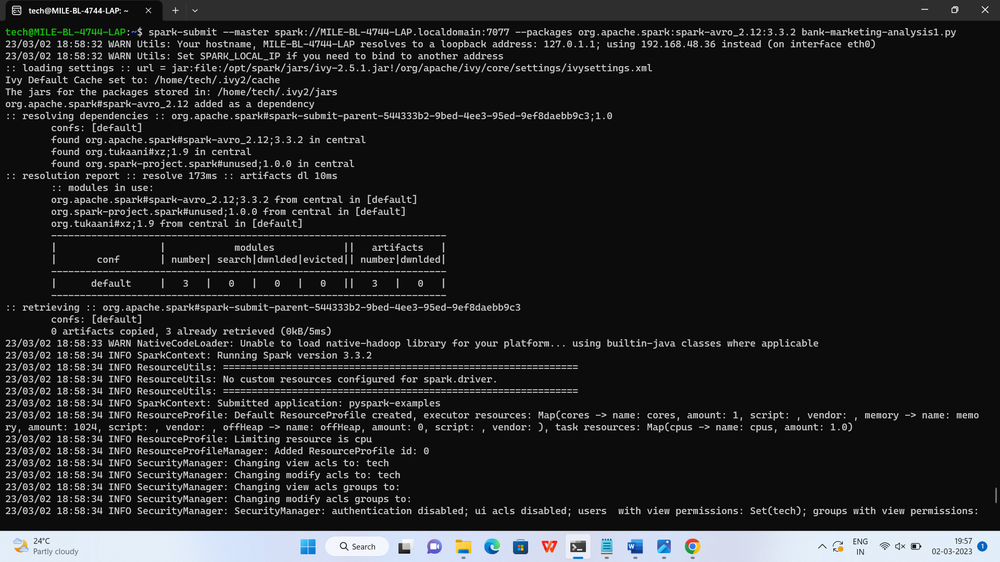 tech@MILE-BL-4744-LAP: ~
tech@MILE-BL-4744-LAP:~$ spark-submit --master spark://MILE-BL-4744-LAP.localdomain:7077 --packages org.apache.spark:spark-avro_2.12:3.3.2 bank-marketing-analysis1.py
23/03/02 18:58:32 WARN Utils: Your hostname, MILE-BL-4744-LAP resolves to a loopback address: 127.0.1.1; using 192.168.48.36 instead (on interface eth0)
23/03/02 18:58:32 WARN Utils: Set SPARK_LOCAL_IP if you need to bind to another address
:: loading settings :: url = jar:file:/opt/spark/jars/ivy-2.5.1.jar!/org/apache/ivy/core/settings/ivysettings.xml
Ivy Default Cache set to: /home/tech/.ivy2/cache
The jars for the packages stored in: /home/tech/.ivy2/jars
org.apache.spark#spark-avro_2.12 added as a dependency
:: resolving dependencies :: org.apache.spark#spark-submit-parent-544333b2-9bed-4ee3-95ed-9ef8daebb9c3;1.0
        confs: [default]
        found org.apache.spark#spark-avro_2.12;3.3.2 in central
        found org.tukaani#xz;1.9 in central
        found org.spark-project.spark#unused;1.0.0 in central
:: resolution report :: resolve 173ms :: artifacts dl 10ms
        :: modules in use:
        org.apache.spark#spark-avro_2.12;3.3.2 from central in [default]
        org.spark-project.spark#unused;1.0.0 from central in [default]
        org.tukaani#xz;1.9 from central in [default]
        ---------------------------------------------------------------------
        |                  |            modules            ||   artifacts   |
        |       conf       | number| search|dwnlded|evicted|| number|dwnlded|
        ---------------------------------------------------------------------
        |      default     |   3   |   0   |   0   |   0   ||   3   |   0   |
        ---------------------------------------------------------------------
:: retrieving :: org.apache.spark#spark-submit-parent-544333b2-9bed-4ee3-95ed-9ef8daebb9c3
        confs: [default]
        0 artifacts copied, 3 already retrieved (0kB/5ms)
23/03/02 18:58:33 WARN NativeCodeLoader: Unable to load native-hadoop library for your platform... using builtin-java classes where applicable
23/03/02 18:58:34 INFO SparkContext: Running Spark version 3.3.2
23/03/02 18:58:34 INFO ResourceUtils: ==============================================================
23/03/02 18:58:34 INFO ResourceUtils: No custom resources configured for spark.driver.
23/03/02 18:58:34 INFO ResourceUtils: ==============================================================
23/03/02 18:58:34 INFO SparkContext: Submitted application: pyspark-examples
23/03/02 18:58:34 INFO ResourceProfile: Default ResourceProfile created, executor resources: Map(cores -> name: cores, amount: 1, script: , vendor: , memory -> name: memo
ry, amount: 1024, script: , vendor: , offHeap -> name: offHeap, amount: 0, script: , vendor: ), task resources: Map(cpus -> name: cpus, amount: 1.0)
23/03/02 18:58:34 INFO ResourceProfile: Limiting resource is cpu
23/03/02 18:58:34 INFO ResourceProfileManager: Added ResourceProfile id: 0
23/03/02 18:58:34 INFO SecurityManager: Changing view acls to: tech
23/03/02 18:58:34 INFO SecurityManager: Changing modify acls to: tech
23/03/02 18:58:34 INFO SecurityManager: Changing view acls groups to:
23/03/02 18:58:34 INFO SecurityManager: Changing modify acls groups to:
23/03/02 18:58:34 INFO SecurityManager: SecurityManager: authentication disabled; ui acls disabled; users  with view permissions: Set(tech); groups with view permissions:
24°C
Partly cloudy
Search
ENG
IN
19:57
02-03-2023
1